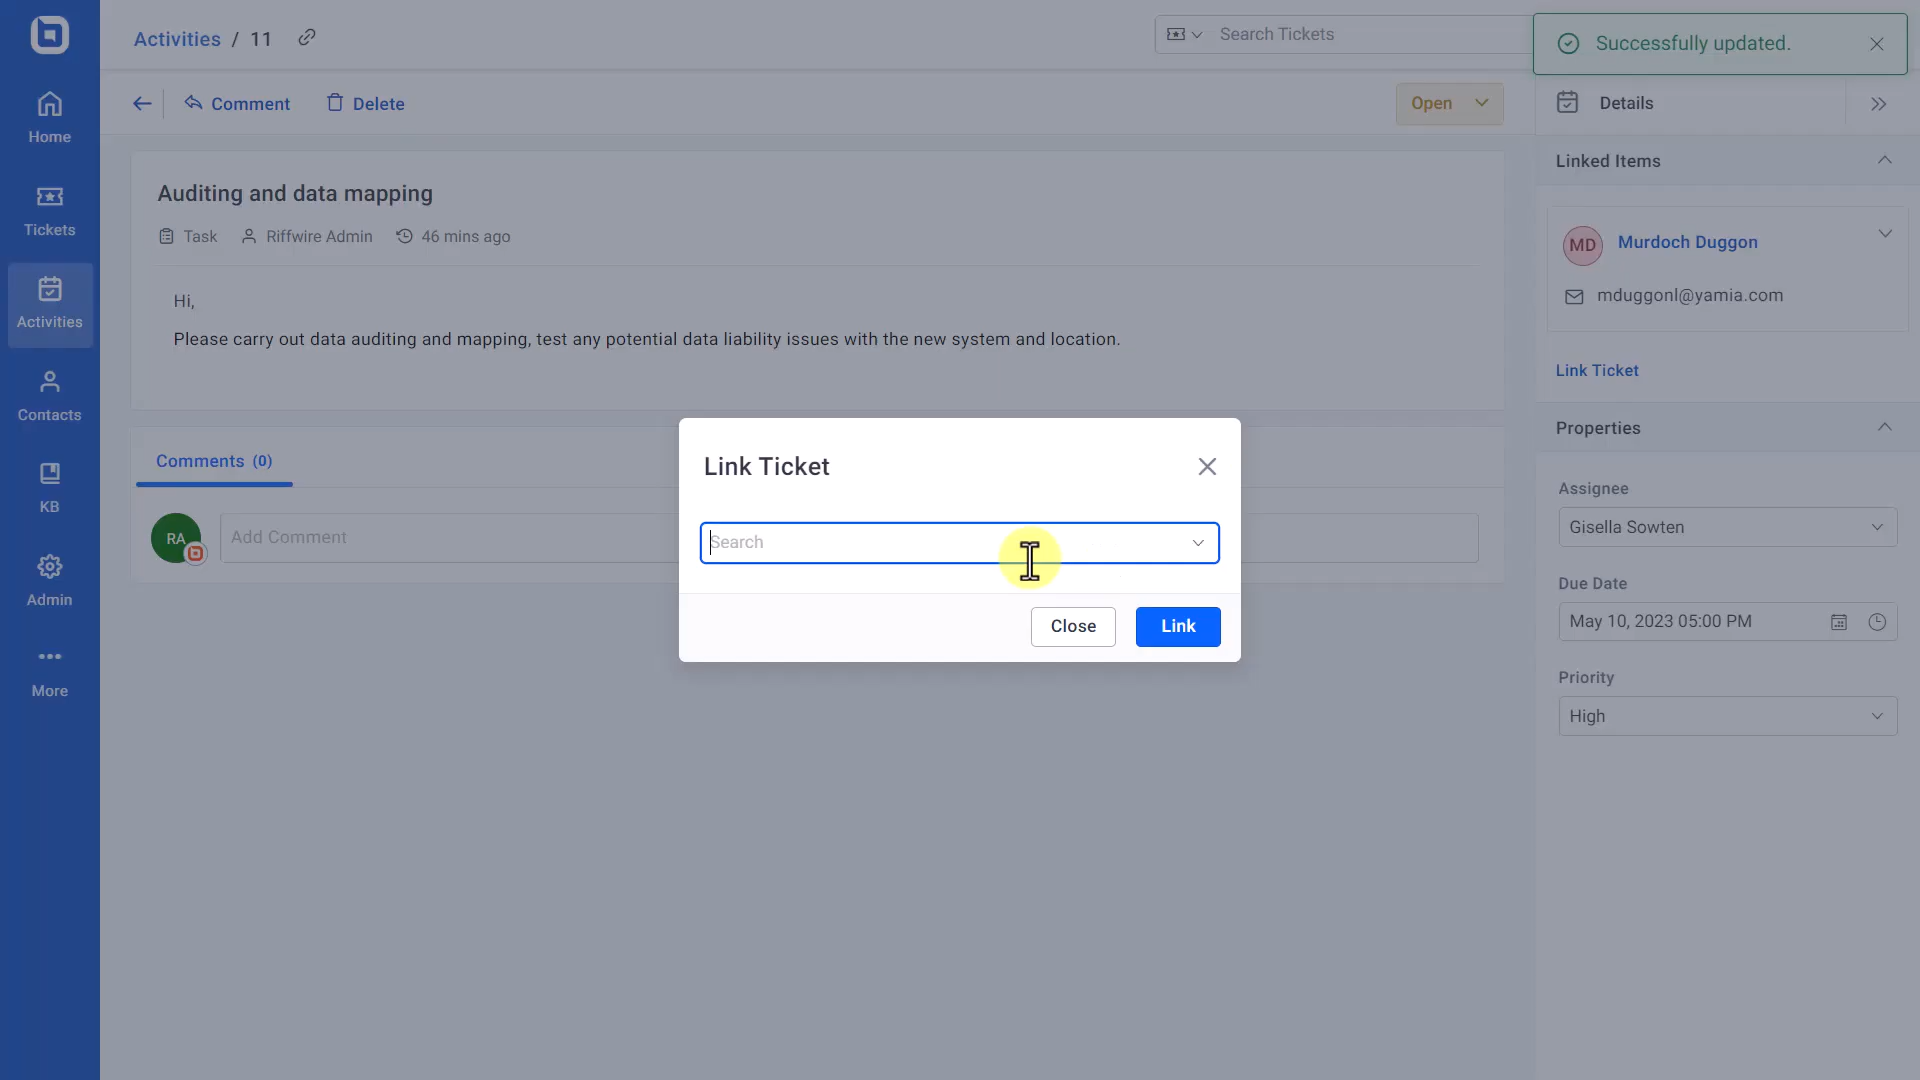 Activities / 11
Search Tickets
Successfully updated.
Comment
Delete
Open
Details
Home
Tickets
Activities
Contacts
KB
Admin
More
Auditing and data mapping
Task
Riffwire Admin
46 mins ago
Hi,
Please carry out data auditing and mapping, test any potential data liability issues with the new system and location.
Comments (0)
RA
Add Comment
Link Ticket
Search
Close
Link
Linked Items
MD
Murdoch Duggon
mduggonl@yamia.com
Link Ticket
Properties
Assignee
Gisella Sowten
Due Date
May 10, 2023 05:00 PM
Priority
High